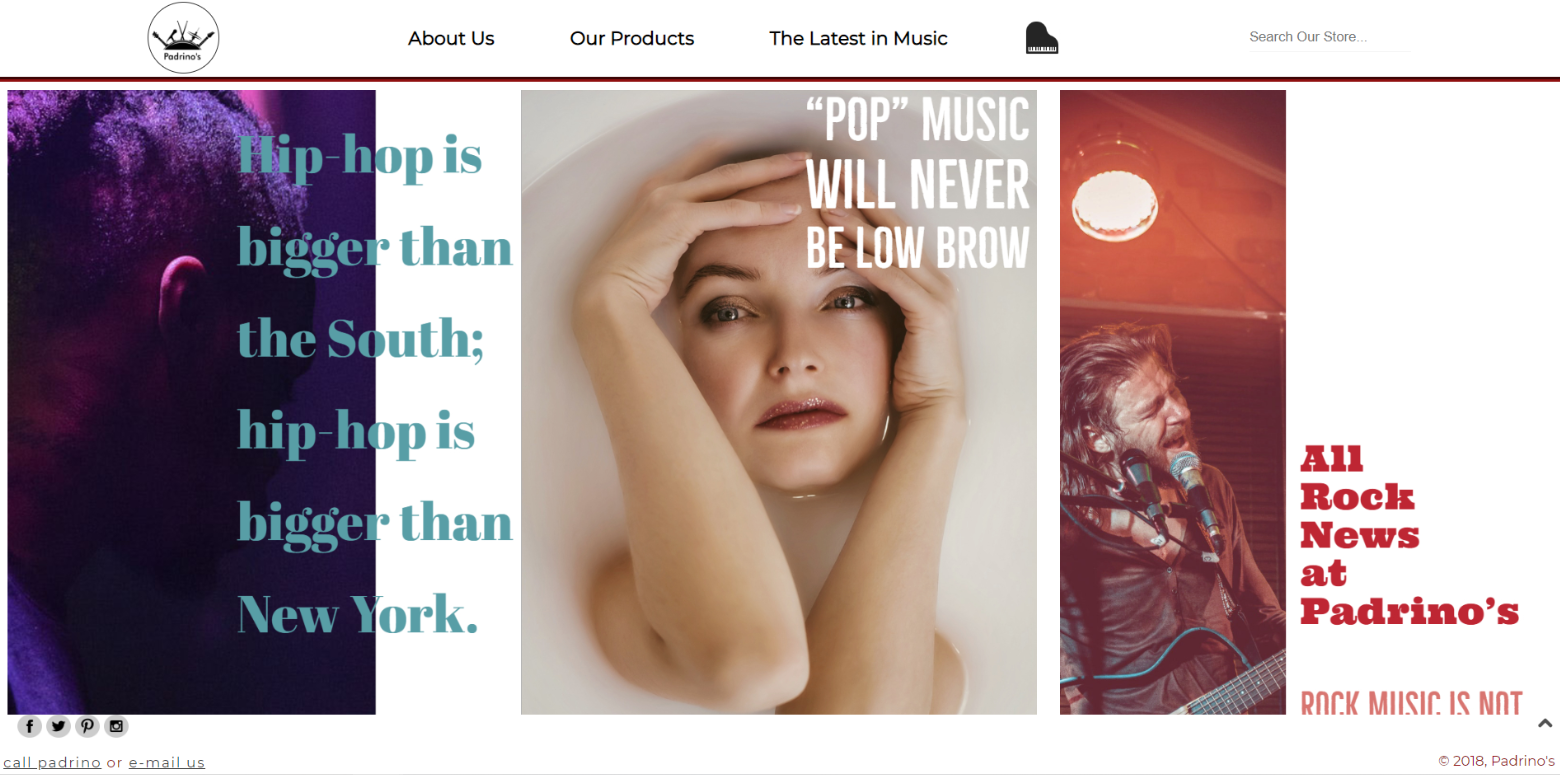 Padrino's
About Us
Our Products
The Latest in Music
Search Our Store...
Hip-hop is
bigger than
the South;
hip-hop is
bigger than
New York.
“POP” MUSIC
WILL NEVER
BE LOW BROW
All
Rock
News
at
Padrino’s
ROCK MUSIC IS NOT
call padrino or e-mail us
© 2018, Padrino's